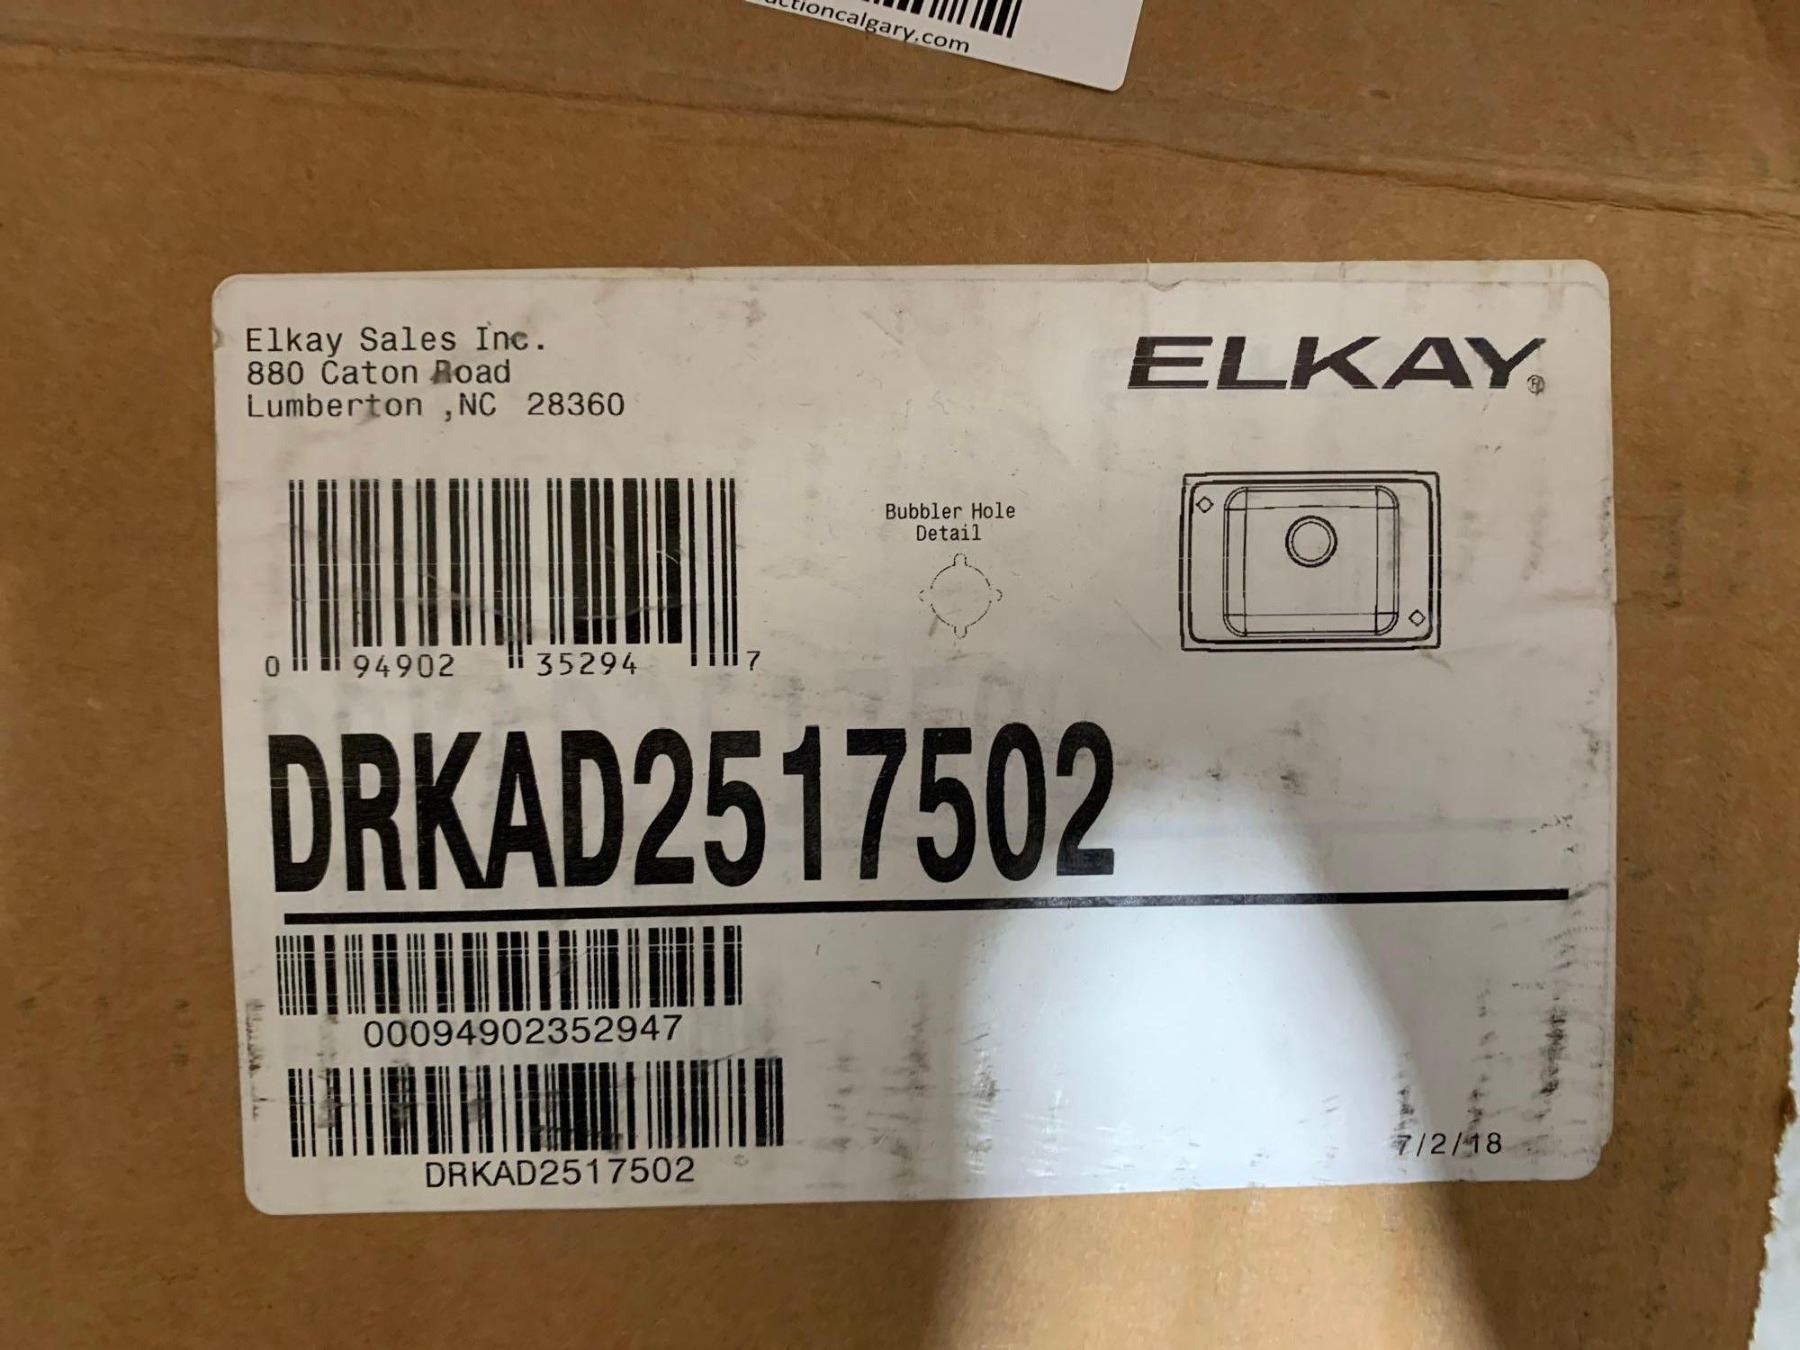 calgary.com
Elkay Sales Inc.
880 Caton Road
Lumberton ,NC 28360
ELKAY®
Bubbler Hole
Detail
0 94902 35294 7
DRKAD2517502
00094902352947
DRKAD2517502
7/2/18